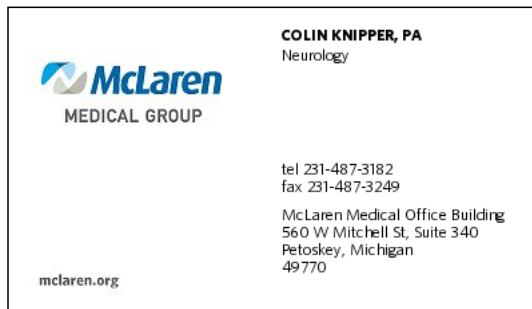 McLaren
MEDICAL GROUP
mclaren.org
COLIN KNIPPER, PA
Neurology
tel 231-487-3182
fax 231-487-3249
McLaren Medical Office Building
560 W Mitchell St, Suite 340
Petoskey, Michigan
49770